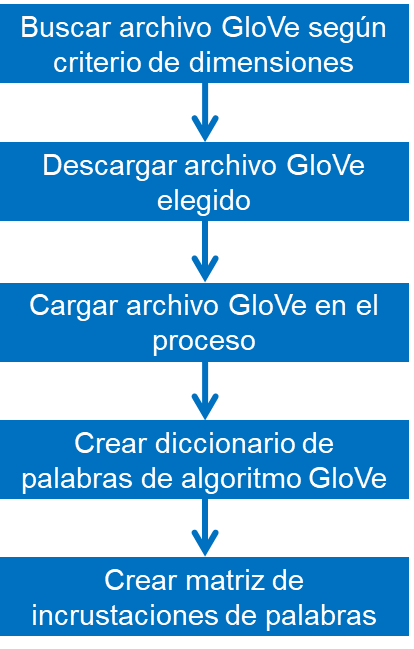 Buscar archivo GloVe según
criterio de dimensiones
Descargar archivo GloVe
elegido
Cargar archivo GloVe en el
proceso
Crear diccionario de
palabras de algoritmo GloVe
Crear matriz de
incrustaciones de palabras